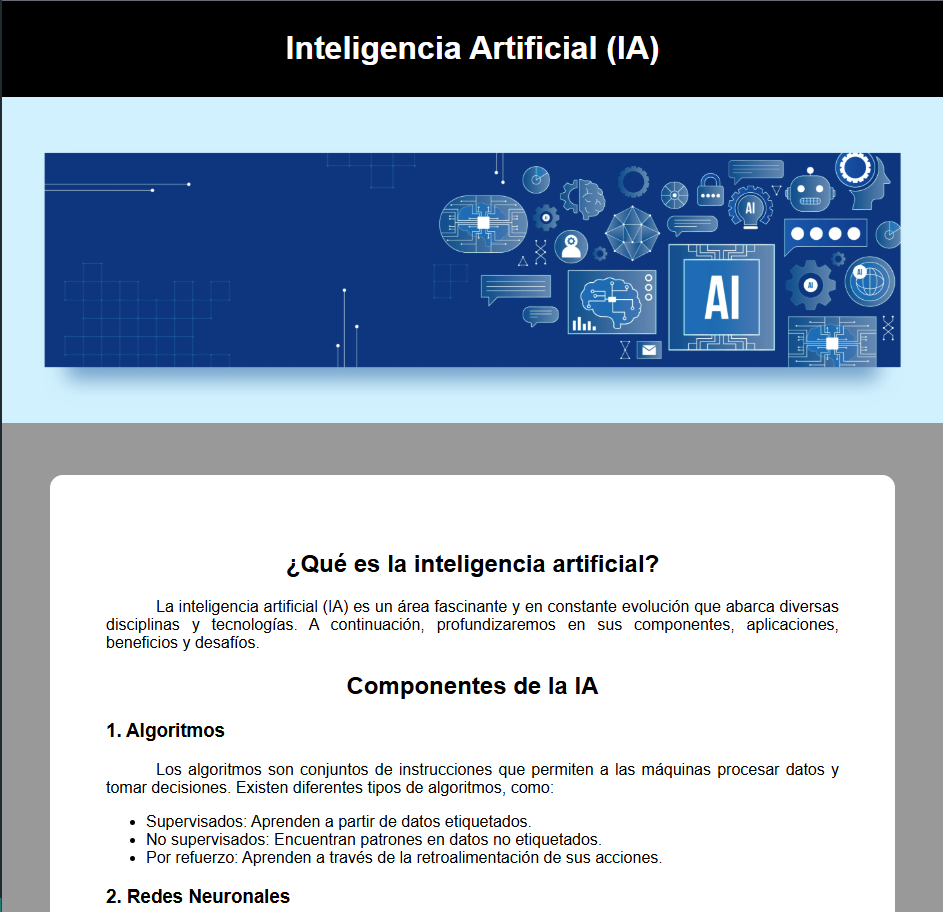 Inteligencia Artificial (IA)
AI
AI
AI
AI
¿Qué es la inteligencia artificial?
La inteligencia artificial (IA) es un área fascinante y en constante evolución que abarca diversas
disciplinas y tecnologías. A continuación, profundizaremos en sus componentes, aplicaciones,
beneficios y desafíos.
Componentes de la IA
1. Algoritmos
Los algoritmos son conjuntos de instrucciones que permiten a las máquinas procesar datos y
tomar decisiones. Existen diferentes tipos de algoritmos, como:
• Supervisados: Aprenden a partir de datos etiquetados.
• No supervisados: Encuentran patrones en datos no etiquetados.
• Por refuerzo: Aprenden a través de la retroalimentación de sus acciones.
2. Redes Neuronales